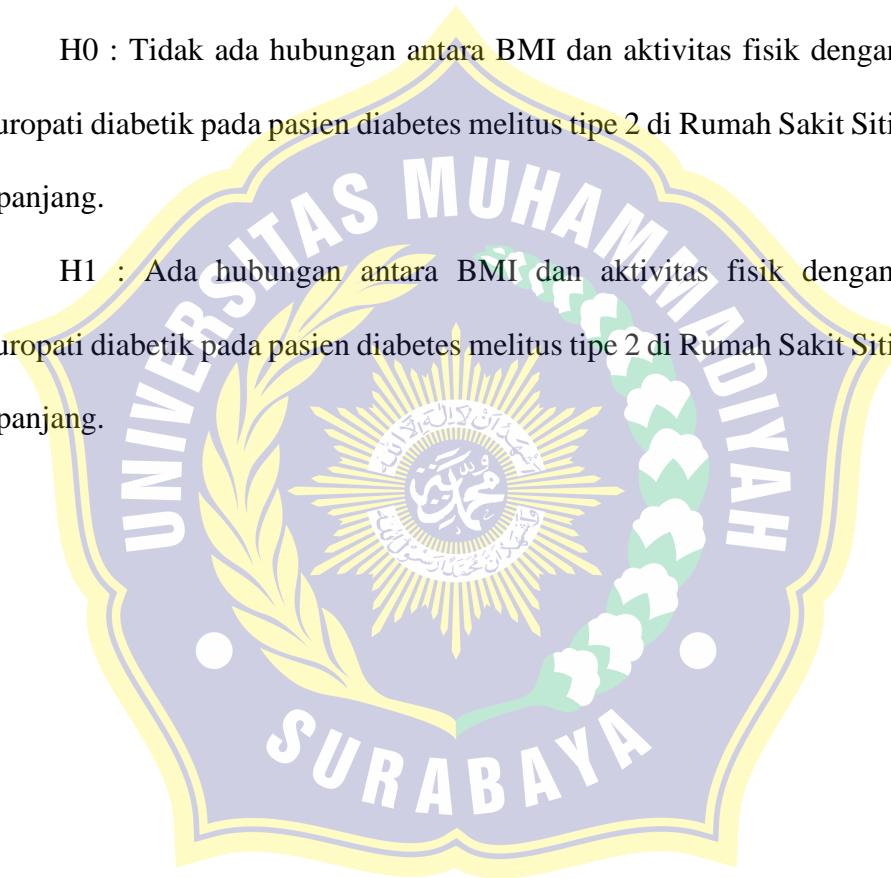 H0 : Tidak ada hubungan antara BMI dan aktivitas fisik dengan
uropati diabetik pada pasien diabetes melitus tipe 2 di Rumah Sakit Siti
panjang.
H1 : Ada hubungan antara BMI dan aktivitas fisik dengan
uropati diabetik pada pasien diabetes melitus tipe 2 di Rumah Sakit Siti
panjang.
UNIVERSITAS MUHAMMADIYAH
SURABAYA